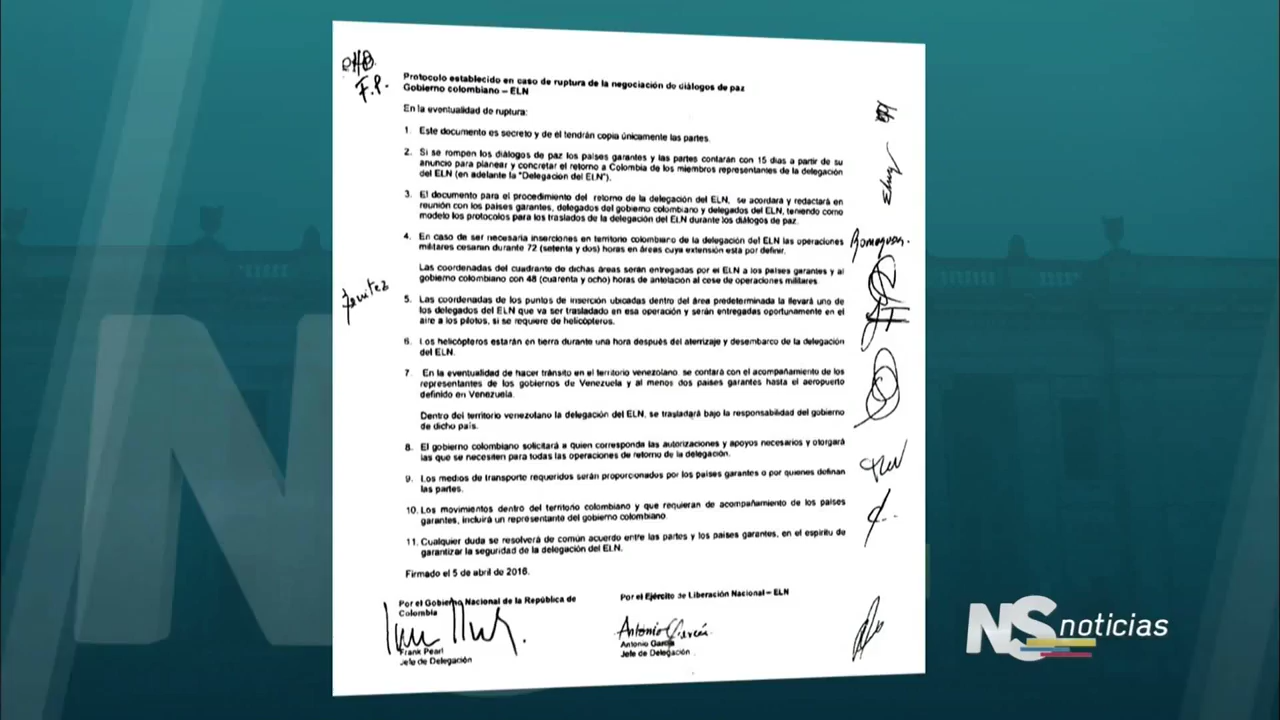 F.P.
Protocolo establecido en caso de ruptura de la negociación de diálogos de paz
Gobierno colombiano – ELN
En la eventualidad de ruptura:
1. Este documento es secreto y de el tendrán copia únicamente las partes.
2. Si se rompen los diálogos de paz los países garantes y las partes contarán con 15 días a partir de su
anuncio para planear y concretar el retorno a Colombia de los miembros representantes de la delegación
del ELN (en adelante la "Delegación del ELN").
3. El documento para el procedimiento del retorno de la delegación del ELN, se acordara y redactará en
reunión con los países garantes, delegados del gobierno colombiano y delegados del ELN, teniendo como
modelo los protocolos para los traslados de la delegación del ELN durante los diálogos de paz.
4. En caso de ser necesaria inserciones en territorio colombiano de la delegación del ELN las operaciones
militares cesarán durante 72 (setenta y dos) horas en áreas cuya extensión esta por definir.
Las coordenadas del cuadrante de dichas áreas serán entregadas por el ELN a los países garantes y al
gobierno colombiano con 48 (cuarenta y ocho) horas de antelación al cese de operaciones militares
5. Las coordenadas de los puntos de inserción ubicadas dentro del área predeterminada la llevará uno de
los delegados del ELN que va ser trasladado en esa operación y serán entregadas oportunamente en el
aire a los pilotos, si se requiere de helicópteros.
6. Los helicópteros estarán en tierra durante una hora después del aterrizaje y desembarco de la delegación
del ELN.
7. En la eventualidad de hacer tránsito en el territorio venezolano, se contará con el acompañamiento de los
representantes de los gobiernos de Venezuela y al menos dos países garantes hasta el aeropuerto
definido en Venezuela.
Dentro del territorio venezolano la delegación del ELN, se trasladará bajo la responsabilidad del gobierno
de dicho país.
8. El gobierno colombiano solicitará a quien corresponda las autorizaciones y apoyos necesarios y otorgará
las que se necesiten para todas las operaciones de retorno de la delegación.
9. Los medios de transporte requeridos serán proporcionados por los países garantes o por quienes definan
las partes.
10. Los movimientos dentro del territorio colombiano y que requieran de acompañamiento de los países
garantes, incluirá un representante del gobierno colombiano
11. Cualquier duda se resolverá de común acuerdo entre las partes y los países garantes, en el espíritu de
garantizar la seguridad de la delegación del ELN.
Firmado el 5 de abril de 2016.
Por el Gobierno Nacional de la República de
Colombia
Frank Pearl
Jefe de Delegación
Por el Ejército de Liberación Nacional – ELN
Antonio García
Antonio García
Jefe de Delegación
NS noticias